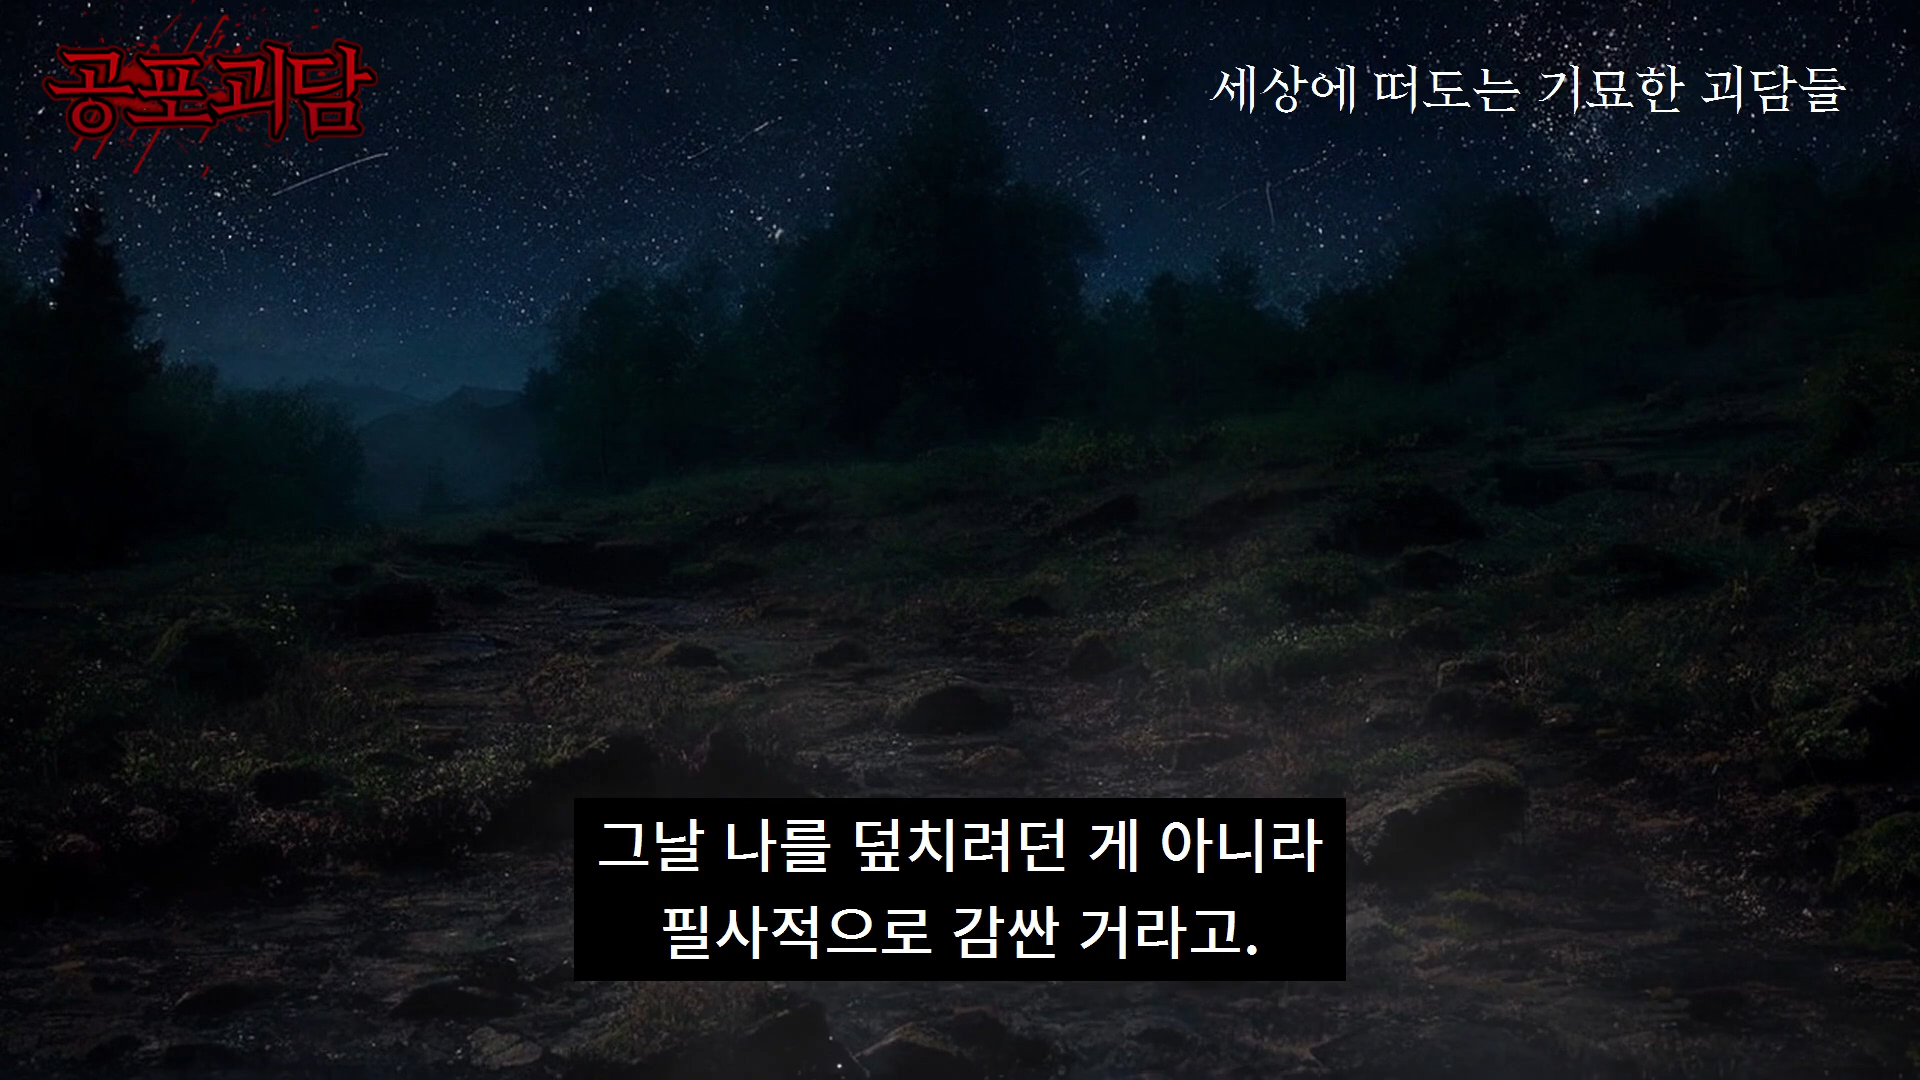 공포괴담
세상에 떠도는 기묘한 괴담들
그날 나를 덮치려던 게 아니라
필사적으로 감싼 거라고.